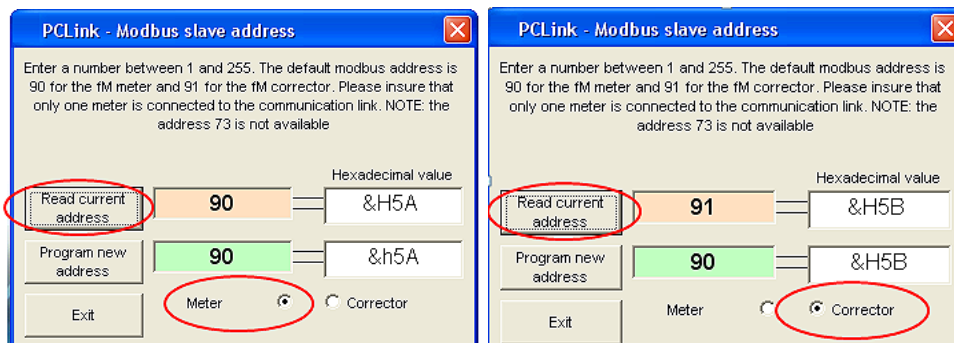 PCLink - Modbus slave address
Enter a number between 1 and 255. The default modbus address is
90 for the fM meter and 91 for the fM corrector. Please insure that
only one meter is connected to the communication link. NOTE: the
address 73 is not available
Hexadecimal value
Read current
address
90
&H5A
Program new
address
90
&h5A
Meter
Corrector
Exit
PCLink - Modbus slave address
Enter a number between 1 and 255. The default modbus address is
90 for the fM meter and 91 for the fM corrector. Please insure that
only one meter is connected to the communication link. NOTE: the
address 73 is not available
Hexadecimal value
Read current
address
91
&H5B
Program new
address
90
&H5B
Meter
Corrector
Exit